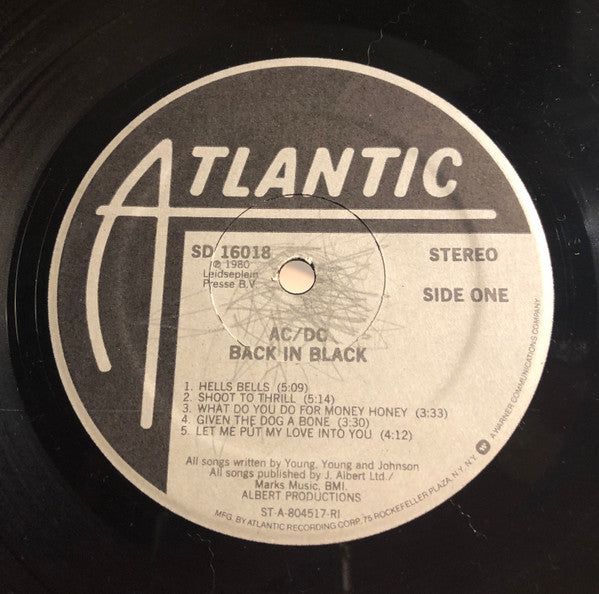 ATLANTIC
SD 16018
℗ 1980
Leidseplein
Presse B.V
STEREO
SIDE ONE
AC/DC
BACK IN BLACK
1. HELLS BELLS (5:09)
2. SHOOT TO THRILL (5:14)
3. WHAT DO YOU DO FOR MONEY HONEY (3:33)
4. GIVEN THE DOG A BONE (3:30)
5. LET ME PUT MY LOVE INTO YOU (4:12)
All songs written by Young, Young and Johnson
All songs published by J. Albert Ltd./
Marks Music, BMI.
ALBERT PRODUCTIONS
ST-A-804517-RI
MFG. BY ATLANTIC RECORDING CORP., 75 ROCKEFELLER PLAZA, N.Y., N.Y. W A WARNER COMMUNICATIONS COMPANY